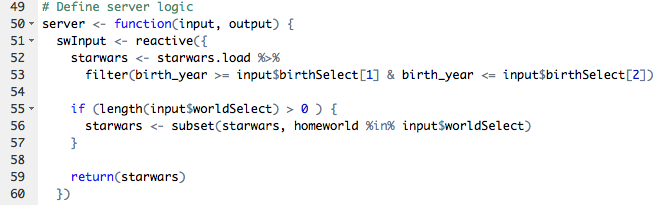 49 # Define server logic
50 server <- function(input, output) {
51 swInput <- reactive({
52 starwars <- starwars.load %>%
53 filter(birth_year >= input$birthSelect[1] & birth_year <= input$birthSelect[2])
54
55 if (length(input$worldSelect) > 0 ) {
56 starwars <- subset(starwars, homeworld %in% input$worldSelect)
57 }
58
59 return(starwars)
60 })